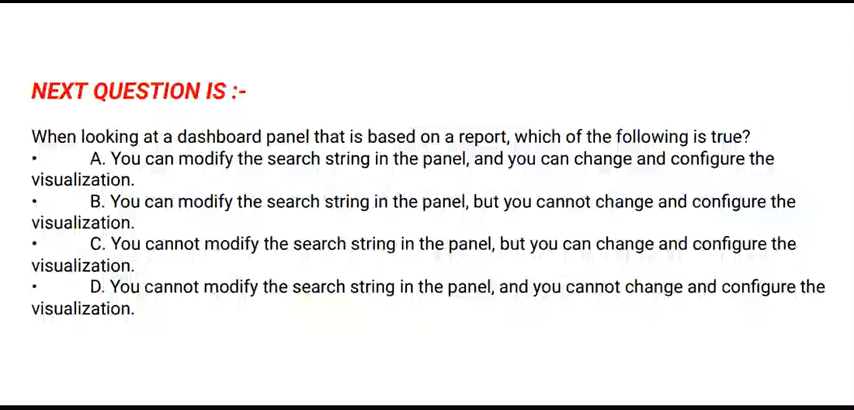 NEXT QUESTION IS :-
When looking at a dashboard panel that is based on a report, which of the following is true?
• A. You can modify the search string in the panel, and you can change and configure the
visualization.
• B. You can modify the search string in the panel, but you cannot change and configure the
visualization.
• C. You cannot modify the search string in the panel, but you can change and configure the
visualization.
• D. You cannot modify the search string in the panel, and you cannot change and configure the
visualization.